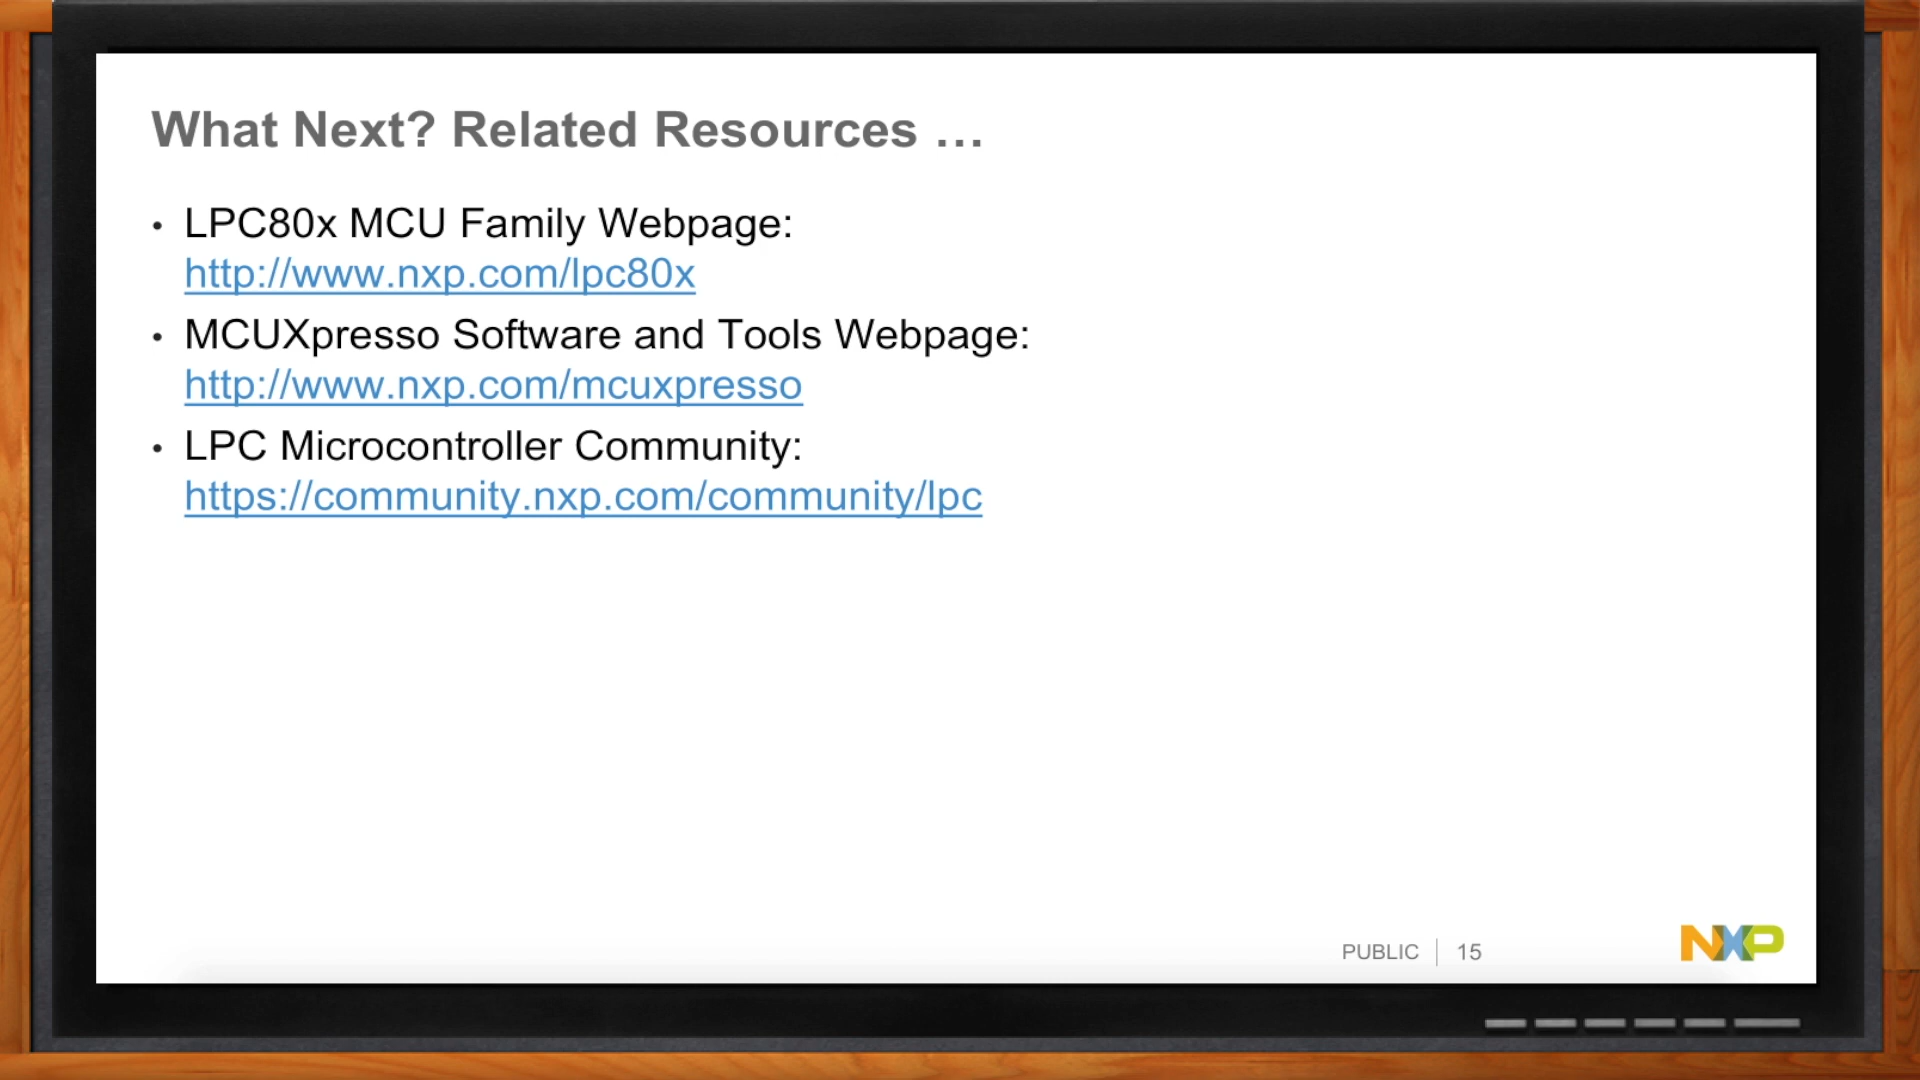 What Next? Related Resources …
• LPC80x MCU Family Webpage:
http://www.nxp.com/lpc80x
• MCUXpresso Software and Tools Webpage:
http://www.nxp.com/mcuxpresso
• LPC Microcontroller Community:
https://community.nxp.com/community/lpc
PUBLIC | 15
NXP